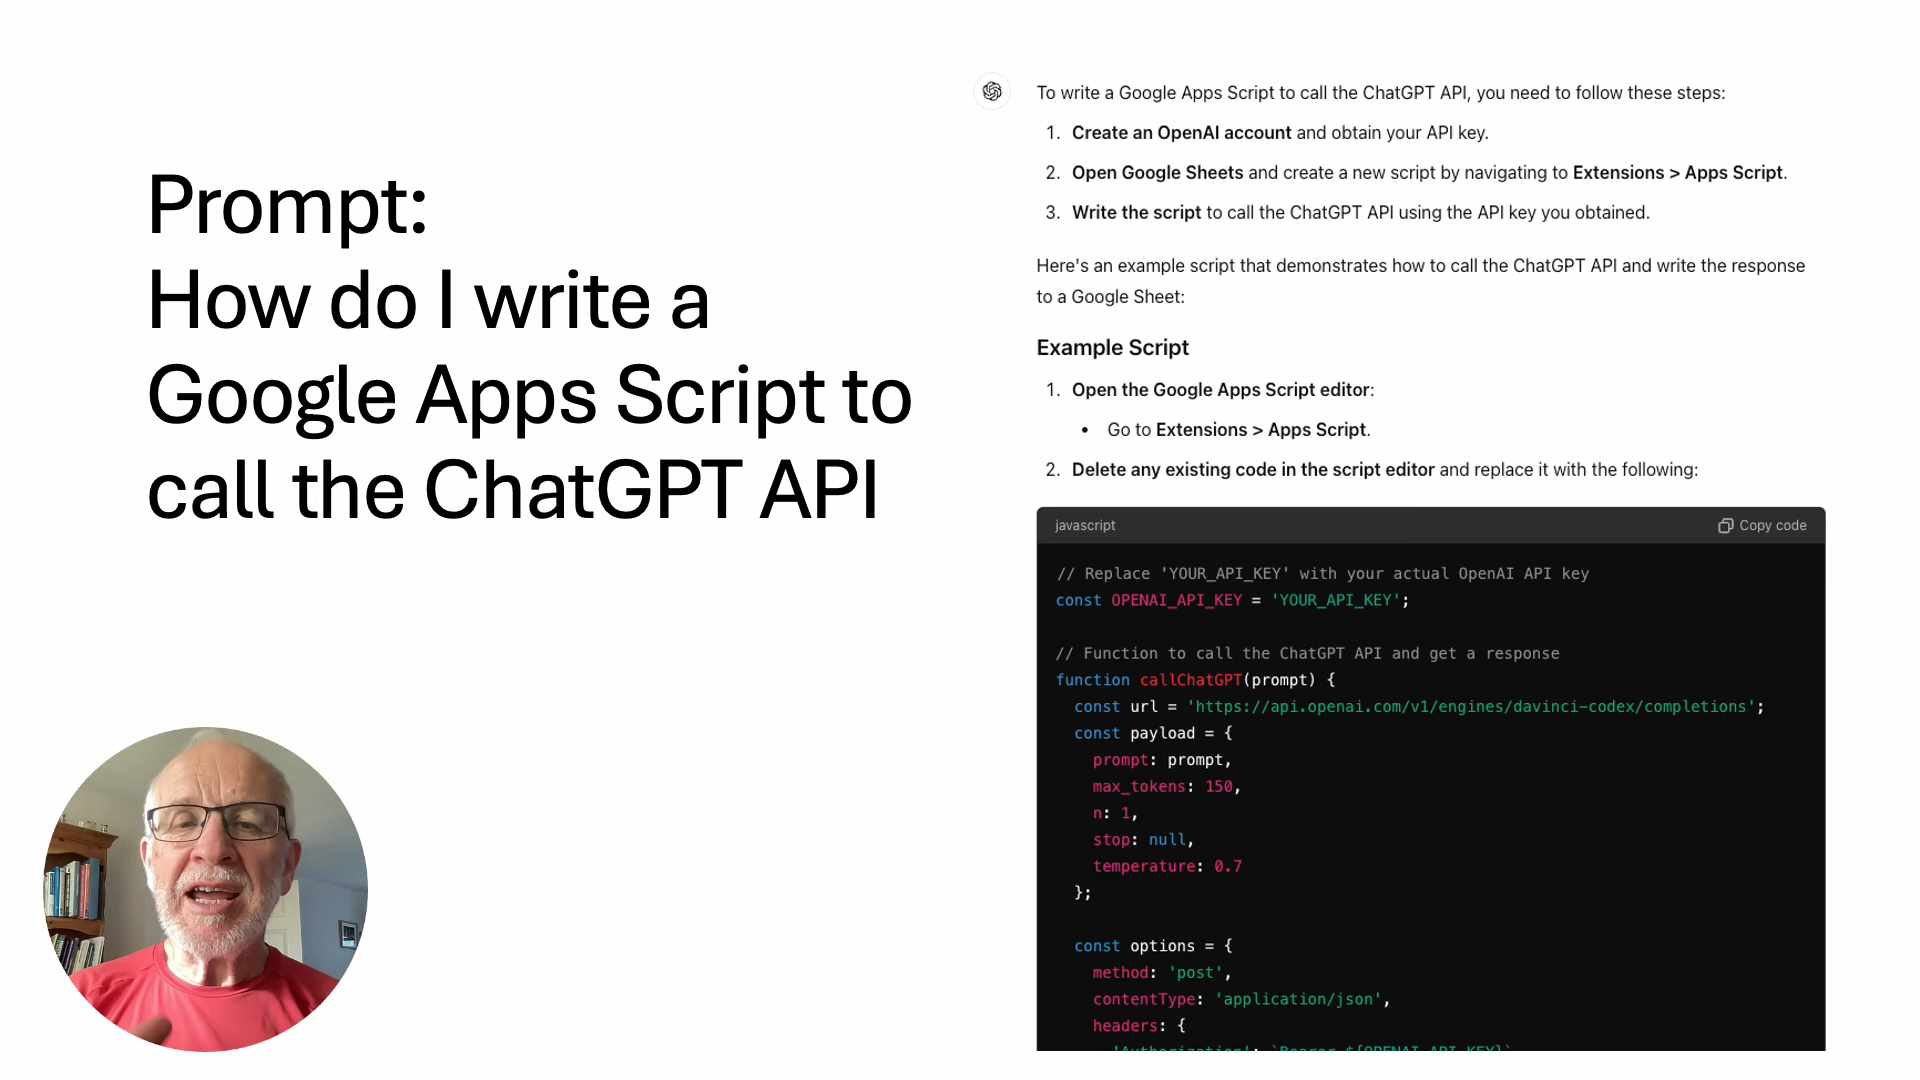 Prompt:
How do I write a
Google Apps Script to
call the ChatGPT API
To write a Google Apps Script to call the ChatGPT API, you need to follow these steps:
1. Create an OpenAI account and obtain your API key.
2. Open Google Sheets and create a new script by navigating to Extensions > Apps Script.
3. Write the script to call the ChatGPT API using the API key you obtained.
Here's an example script that demonstrates how to call the ChatGPT API and write the response
to a Google Sheet:
Example Script
1. Open the Google Apps Script editor:
• Go to Extensions > Apps Script.
2. Delete any existing code in the script editor and replace it with the following:
javascript
Copy code
// Replace 'YOUR_API_KEY' with your actual OpenAI API key
const OPENAI_API_KEY = 'YOUR_API_KEY';
// Function to call the ChatGPT API and get a response
function callChatGPT(prompt) {
const url = 'https://api.openai.com/v1/engines/davinci-codex/completions';
const payload = {
prompt: prompt,
max_tokens: 150,
n: 1,
stop: null,
temperature: 0.7
};
const options = {
method: 'post',
contentType: 'application/json',
headers: {
'Authorization': `Bearer ${OPENAI_API_KEY}`